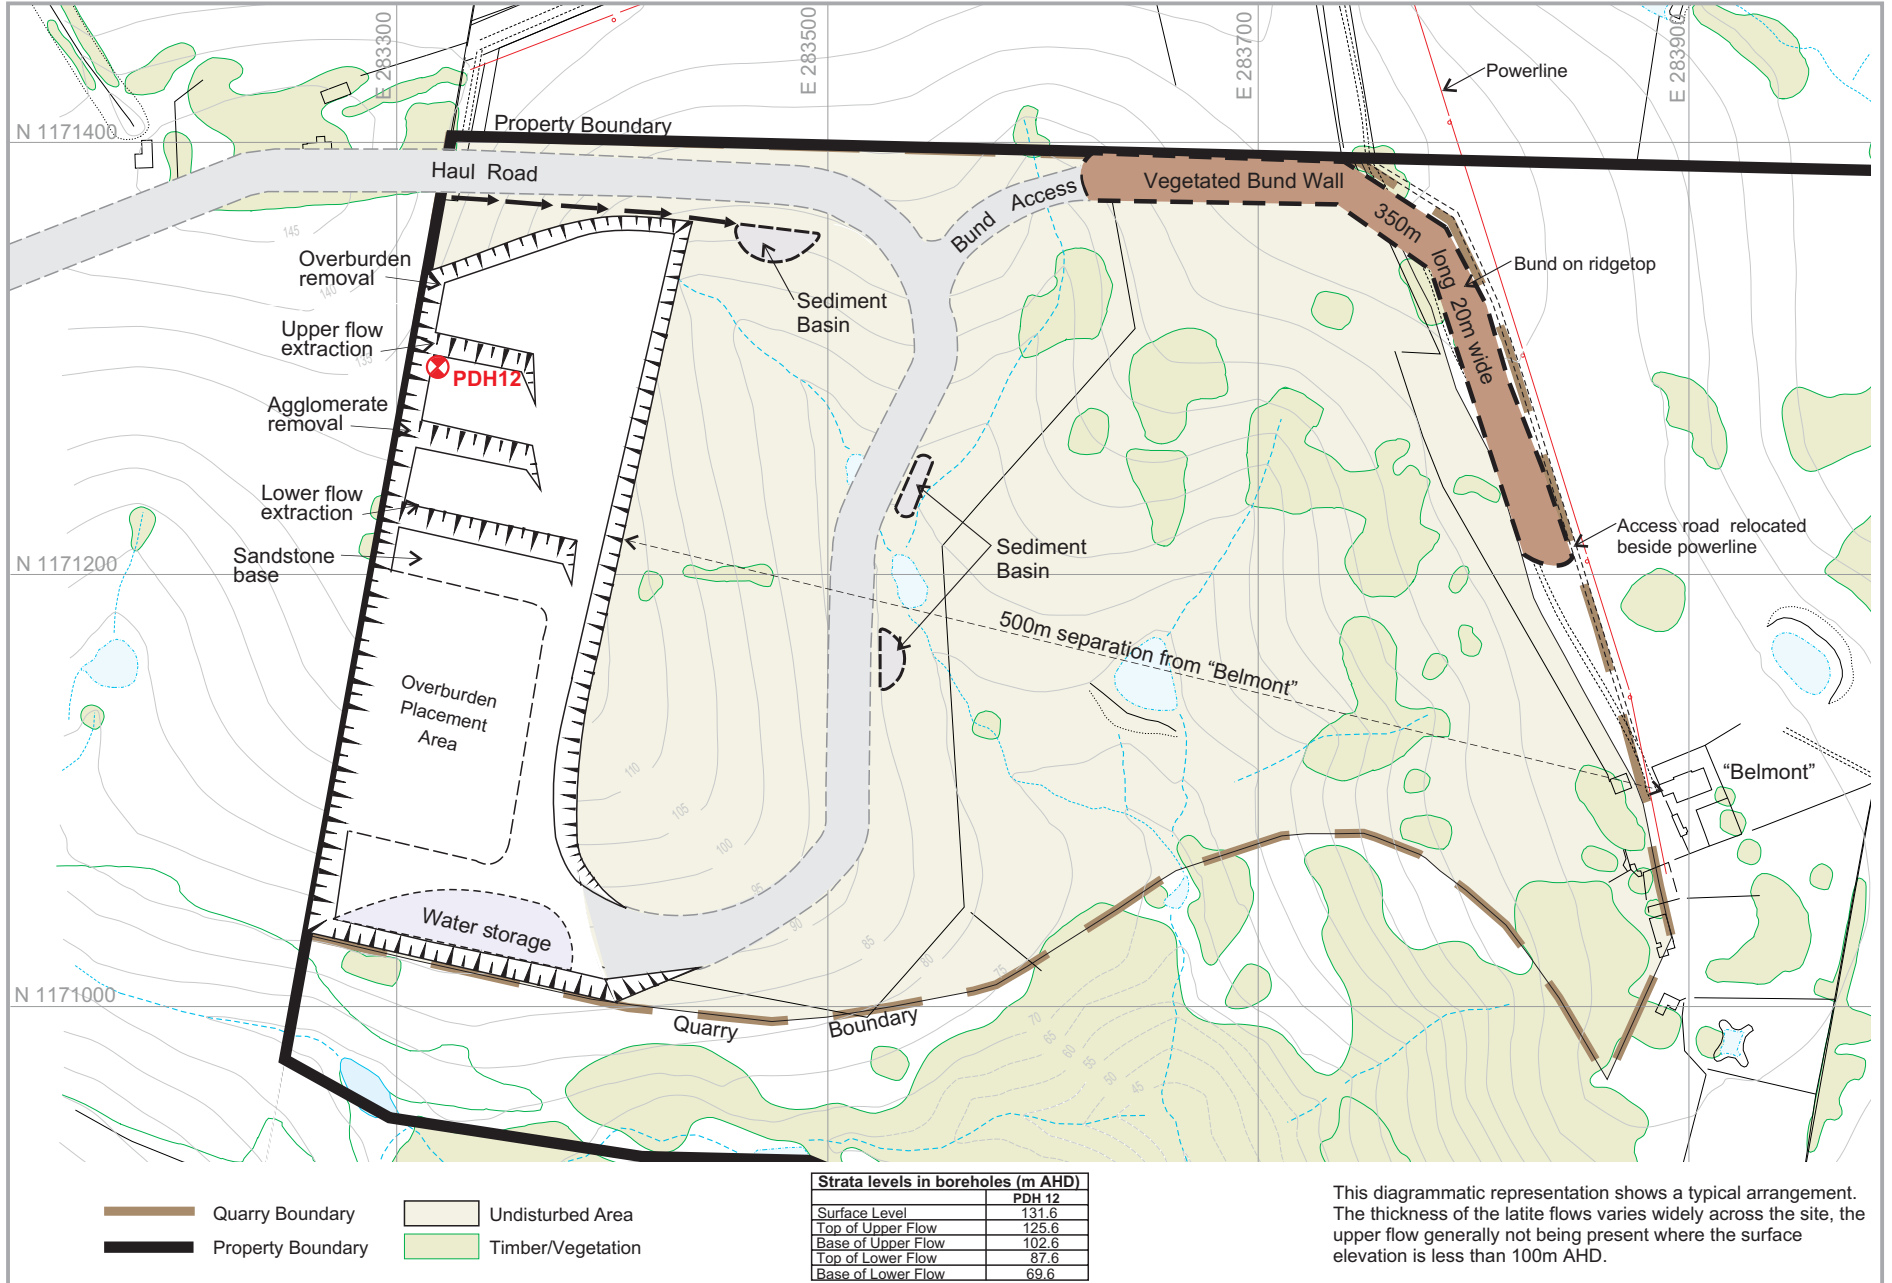 E 283300
E 283500
E 283700
E 283900
Powerline
N 1171400
Property Boundary
Haul Road
Vegetated Bund Wall
Bund Access
350m
long 20m wide
145
Overburden
removal
140
Bund on ridgetop
Sediment
Basin
Upper flow
extraction
135
PDH12
Agglomerate
removal
Lower flow
extraction
Access road relocated
beside powerline
Sandstone
base
N 1171200
Sediment
Basin
500m separation from “Belmont”
Overburden
Placement
Area
“Belmont”
110
105
100
95
90
85
80
75
Water storage
N 1171000
Quarry Boundary
70
65
60
55
50
45
Quarry Boundary
Property Boundary
Undisturbed Area
Timber/Vegetation
Strata levels in boreholes (m AHD)
PDH 12
Surface Level 131.6
Top of Upper Flow 125.6
Base of Upper Flow 102.6
Top of Lower Flow 87.6
Base of Lower Flow 69.6
This diagrammatic representation shows a typical arrangement.
The thickness of the latite flows varies widely across the site, the
upper flow generally not being present where the surface
elevation is less than 100m AHD.